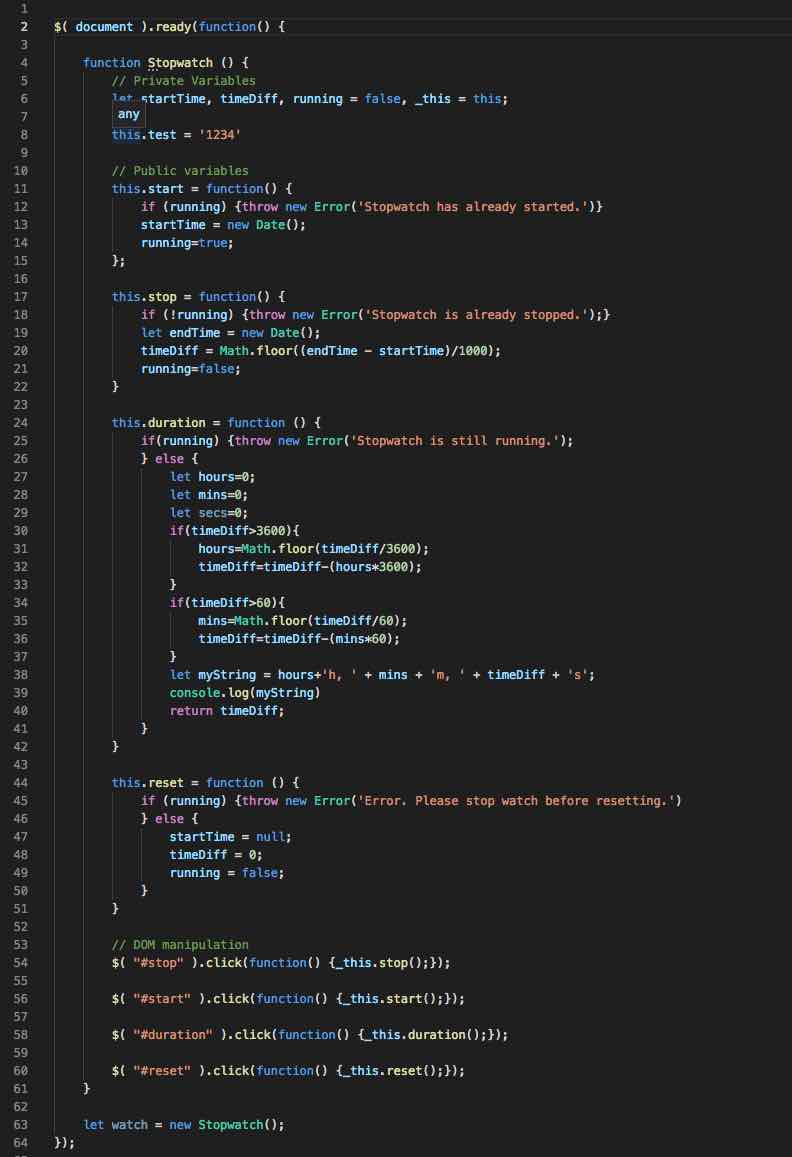 1
2 $( document ).ready(function() {
3
4 function Stopwatch () {
5 // Private Variables
6 let startTime, timeDiff, running = false, _this = this;
7 any
8 this.test = '1234'
9
10 // Public variables
11 this.start = function() {
12 if (running) {throw new Error('Stopwatch has already started.')}
13 startTime = new Date();
14 running=true;
15 };
16
17 this.stop = function() {
18 if (!running) {throw new Error('Stopwatch is already stopped.');}
19 let endTime = new Date();
20 timeDiff = Math.floor((endTime - startTime)/1000);
21 running=false;
22 }
23
24 this.duration = function () {
25 if(running) {throw new Error('Stopwatch is still running.');
26 } else {
27 let hours=0;
28 let mins=0;
29 let secs=0;
30 if(timeDiff>3600){
31 hours=Math.floor(timeDiff/3600);
32 timeDiff=timeDiff-(hours*3600);
33 }
34 if(timeDiff>60){
35 mins=Math.floor(timeDiff/60);
36 timeDiff=timeDiff-(mins*60);
37 }
38 let myString = hours+'h, ' + mins + 'm, ' + timeDiff + 's';
39 console.log(myString)
40 return timeDiff;
41 }
42 }
43
44 this.reset = function () {
45 if (running) {throw new Error('Error. Please stop watch before resetting.')
46 } else {
47 startTime = null;
48 timeDiff = 0;
49 running = false;
50 }
51 }
52
53 // DOM manipulation
54 $( "#stop" ).click(function() {_this.stop();});
55
56 $( "#start" ).click(function() {_this.start();});
57
58 $( "#duration" ).click(function() {_this.duration();});
59
60 $( "#reset" ).click(function() {_this.reset();});
61 }
62
63 let watch = new Stopwatch();
64 });